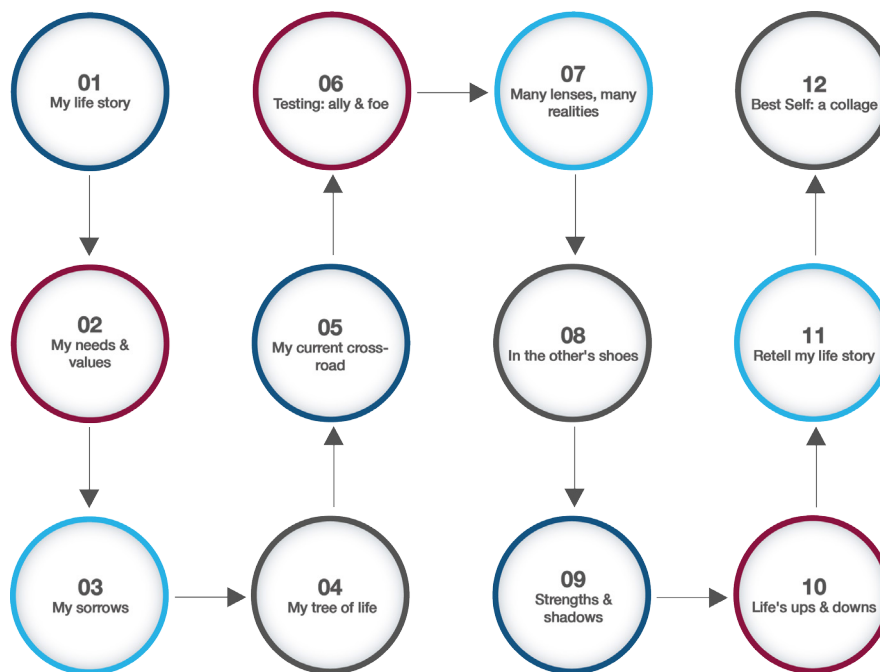 01
My life story
02
My needs &
values
03
My sorrows
04
My tree of life
05
My current cross-
road
06
Testing: ally & foe
07
Many lenses, many
realities
08
In the other's shoes
09
Strengths &
shadows
10
Life's ups & downs
11
Retell my life story
12
Best Self: a collage